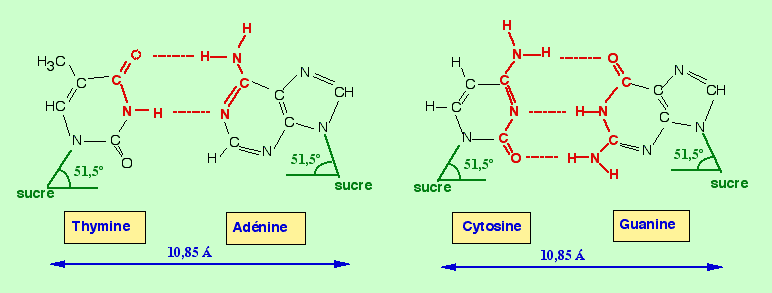 H
O H N H
H₃C C C N
C CH
CH N H N C
N C HC N N
O
51,5° 51,5°
sucre sucre
Thymine Adénine
10,85 Å
H
N H O
H C C N
C C C CH
H C N H N C
N C C N N
O H N
H
51,5° 51,5°
sucre sucre
Cytosine Guanine
10,85 Å